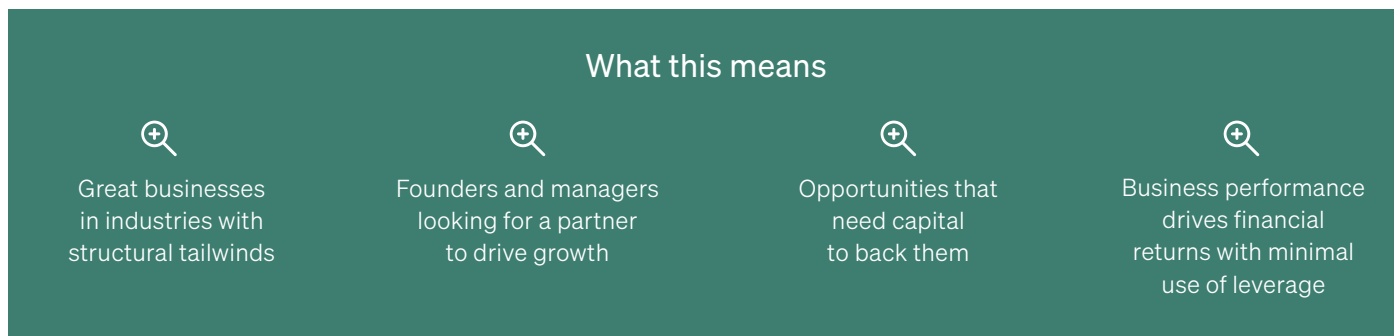 What this means
Great businesses
in industries with
structural tailwinds
Founders and managers
looking for a partner
to drive growth
Opportunities that
need capital
to back them
Business performance
drives financial
returns with minimal
use of leverage